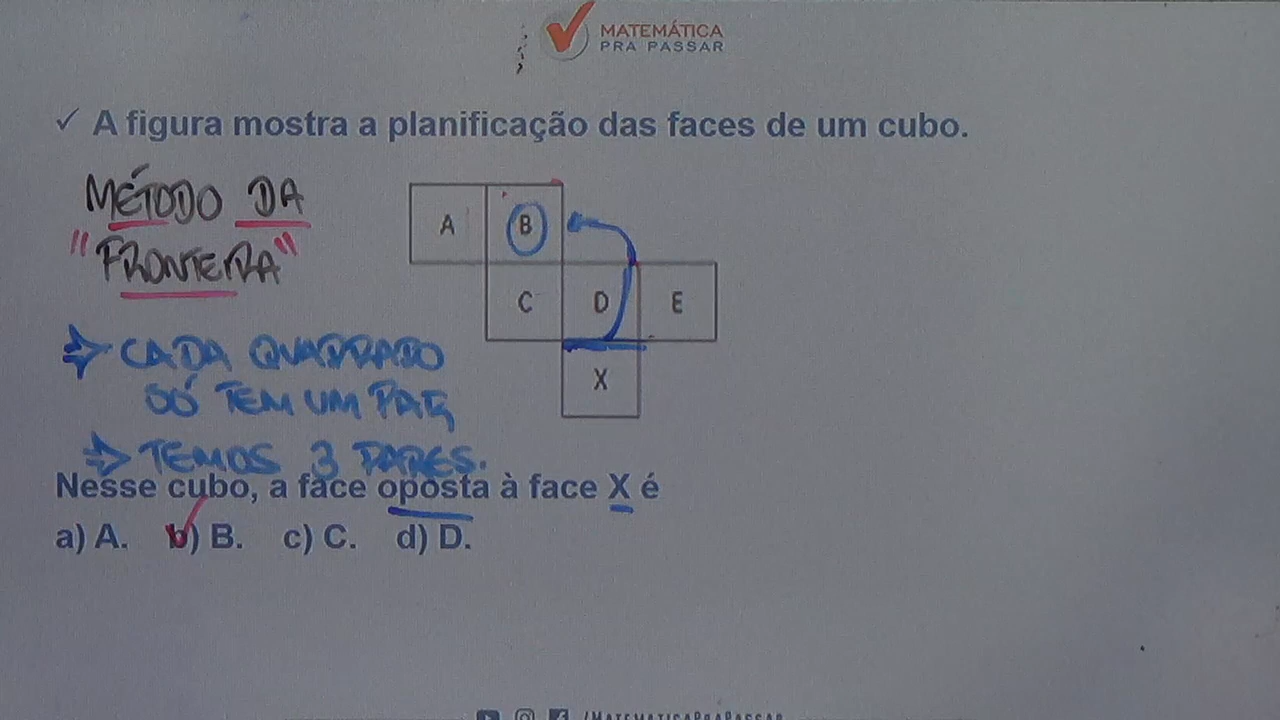 MATEMÁTICA
PRA PASSAR
✓ A figura mostra a planificação das faces de um cubo.
MÉTODO DA
"FRONTEIRA"
A B
C D E
X
⇒ CADA QUADRADO
SÓ TEM UM PAR,
⇒ TEMOS 3 PARES.
Nesse cubo, a face oposta à face X é
a) A. b) B. c) C. d) D.
/MATEMATICAPRAPASSAR